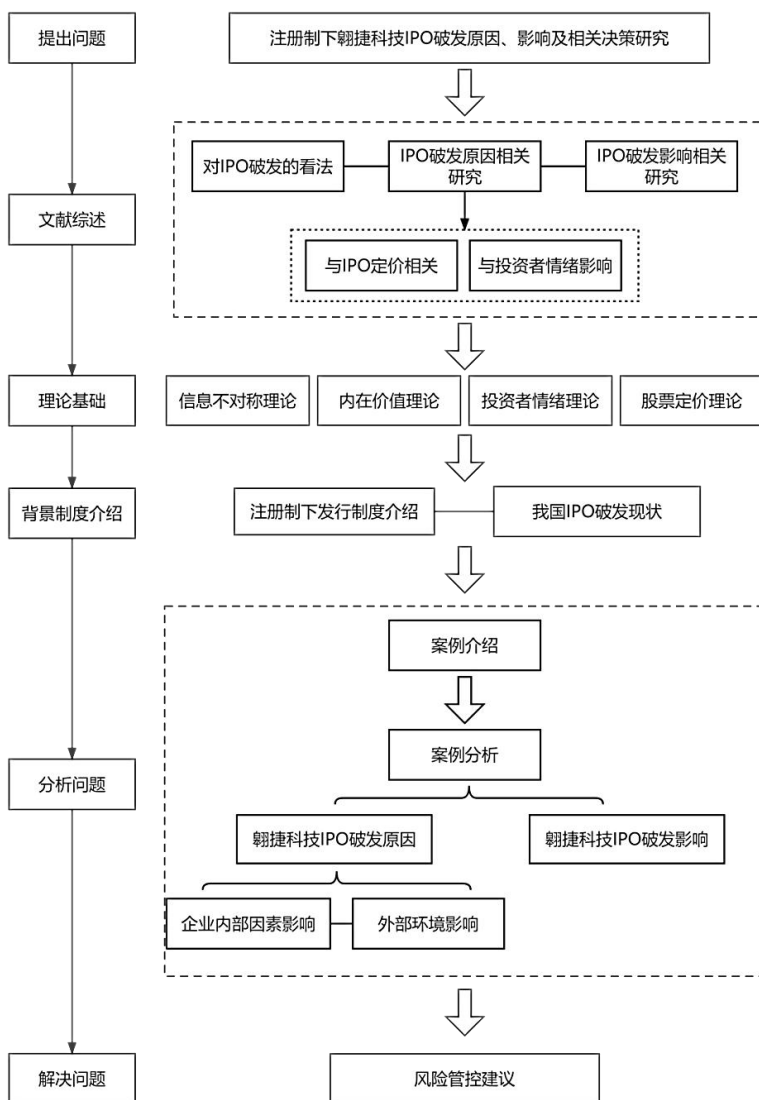 提出问题
注册制下翱捷科技IPO破发原因、影响及相关决策研究
对IPO破发的看法
IPO破发原因相关
研究
IPO破发影响相关
研究
文献综述
与IPO定价相关
与投资者情绪影响
理论基础
信息不对称理论
内在价值理论
投资者情绪理论
股票定价理论
背景制度介绍
注册制下发行制度介绍
我国IPO破发现状
案例介绍
案例分析
分析问题
翱捷科技IPO破发原因
翱捷科技IPO破发影响
企业内部因素影响
外部环境影响
解决问题
风险管控建议